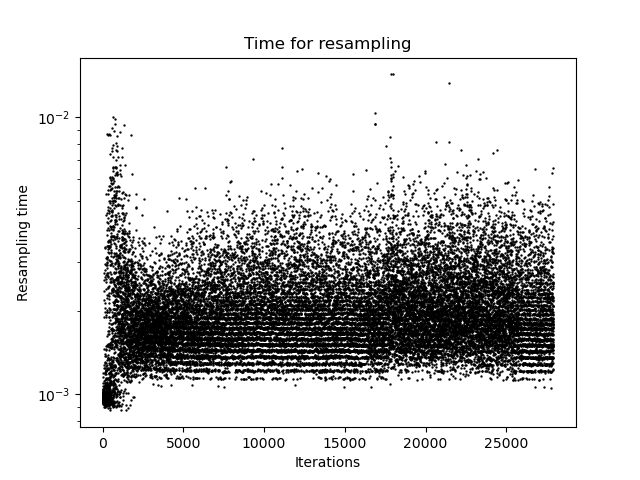 Time for resampling
Resampling time
10⁻²
10⁻³
0 5000 10000 15000 20000 25000
Iterations